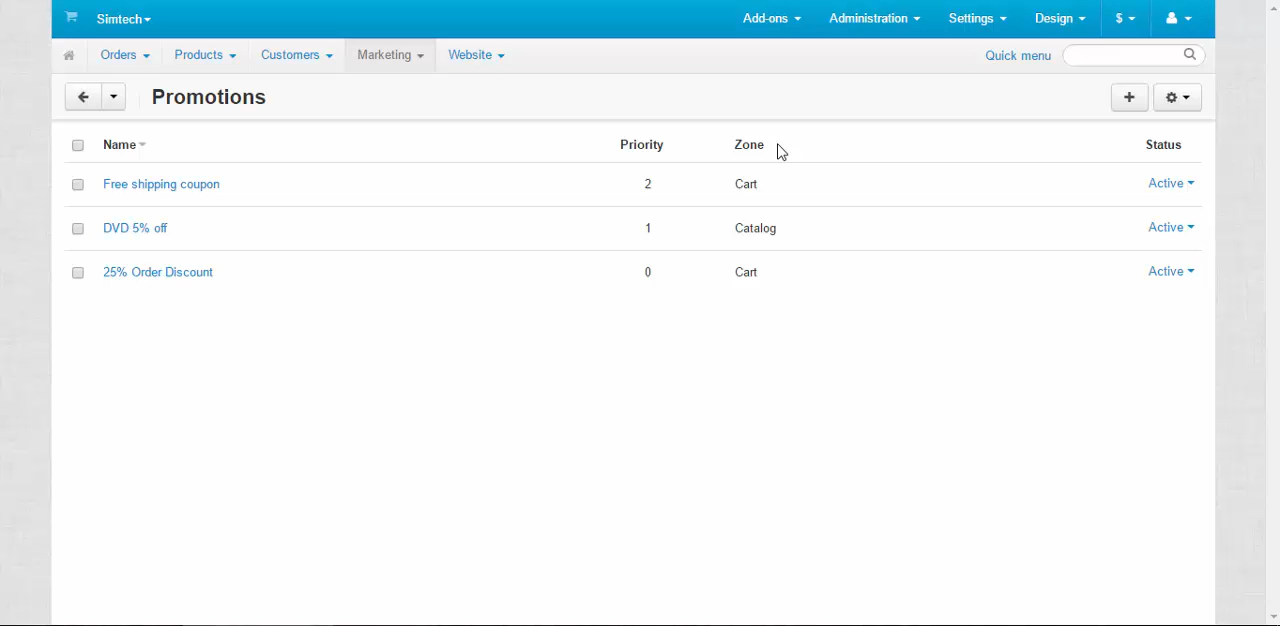 Simtech Add-ons Administration Settings Design $
Orders Products Customers Marketing Website Quick menu
Promotions
Name Priority Zone Status
Free shipping coupon 2 Cart Active
DVD 5% off 1 Catalog Active
25% Order Discount 0 Cart Active